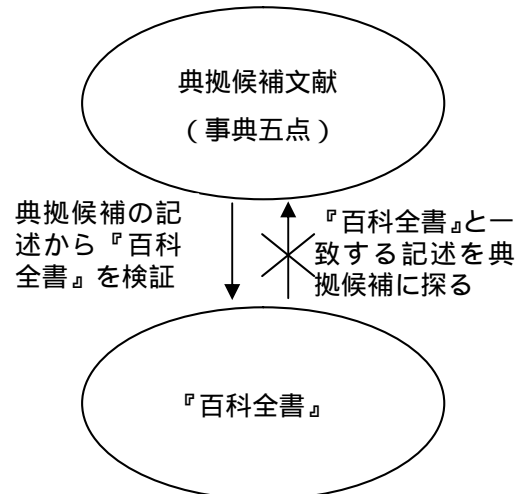 典拠候補文献
(事典五点)
典拠候補の記
述から『百科
全書』を検証
『百科全書』と一
致する記述を典
拠候補に探る
『百科全書』